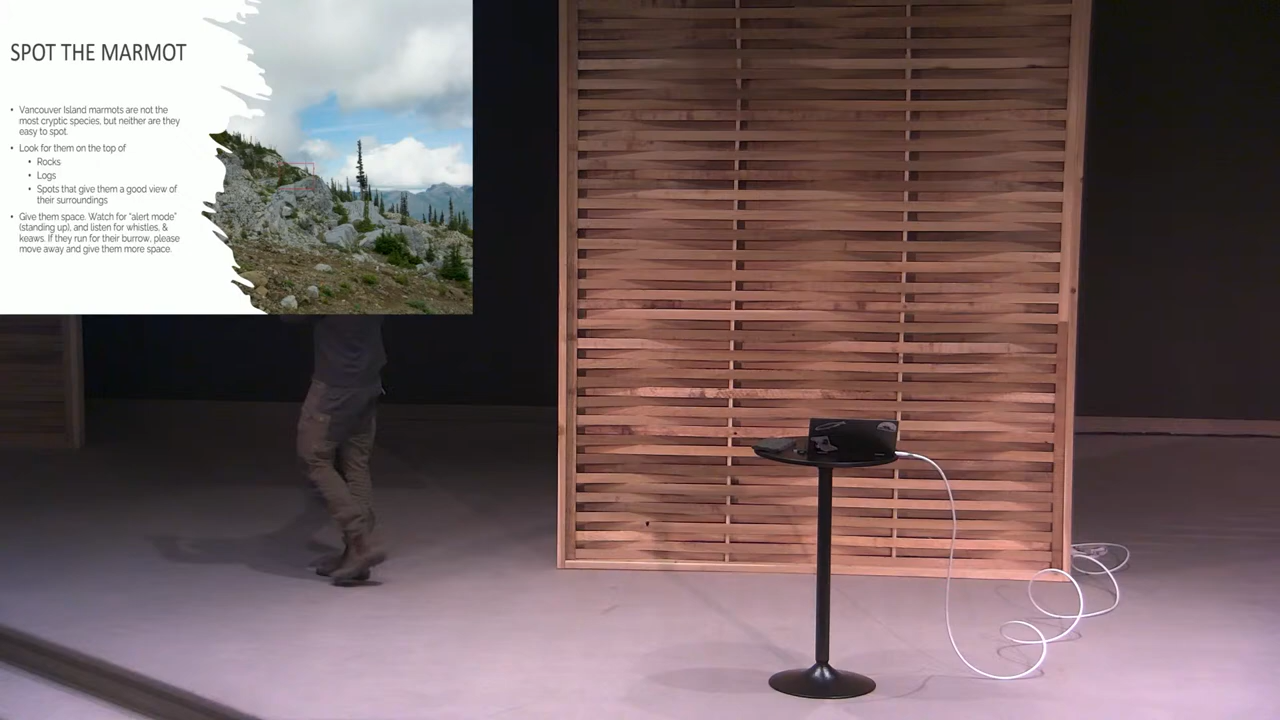 SPOT THE MARMOT
• Vancouver Island marmots are not the
most cryptic species, but neither are they
easy to spot.
• Look for them on the top of
• Rocks
• Logs
• Spots that give them a good view of
their surroundings
• Give them space. Watch for "alert mode"
(standing up), and listen for whistles, &
keaws. If they run for their burrow, please
move away and give them more space.